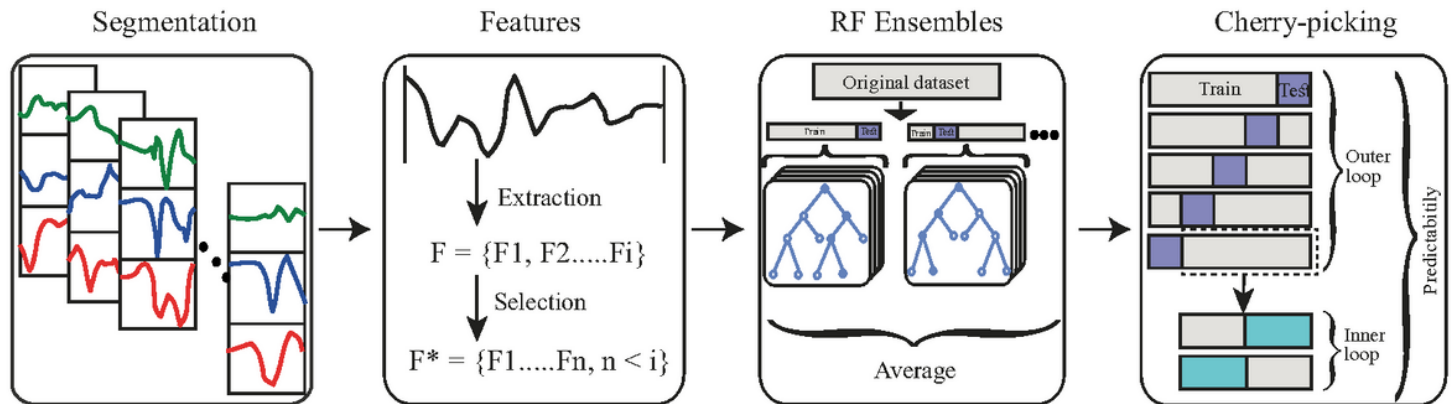 Segmentation
Features
RF Ensembles
Cherry-picking
Extraction
F = {F1, F2.....Fi}
Selection
F* = {F1.....Fn, n < i}
Original dataset
Train Test
Train Test
Average
Train Test
Outer
loop
Inner
loop
Predictabitily